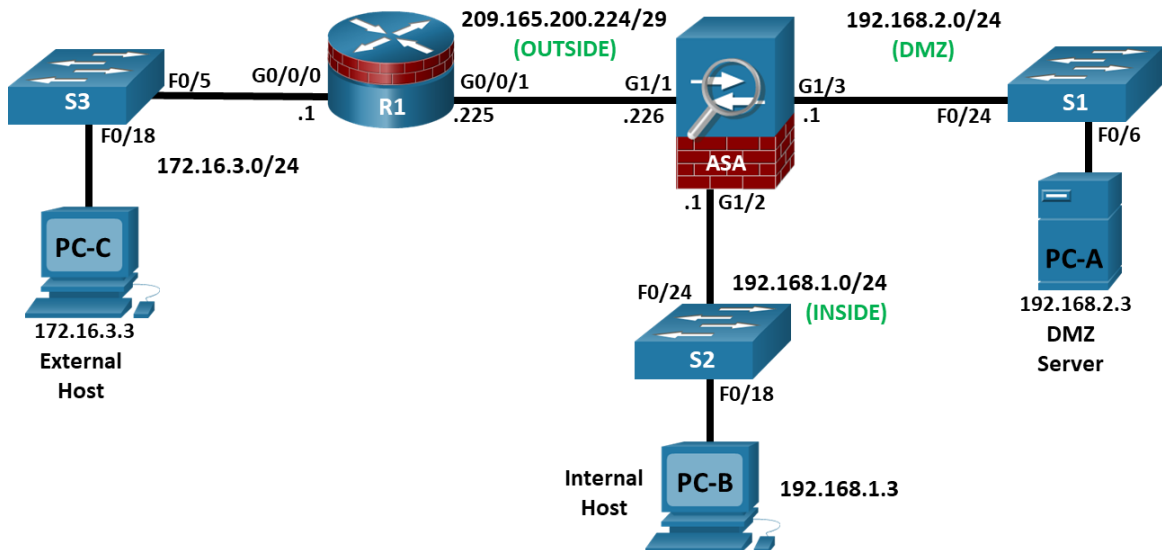 209.165.200.224/29
(OUTSIDE)
192.168.2.0/24
(DMZ)
S3
F0/5
G0/0/0
.1
R1
G0/0/1
.225
G1/1
.226
ASA
G1/3
.1
F0/24
S1
F0/18
172.16.3.0/24
F0/6
.1
G1/2
PC-C
172.16.3.3
External
Host
PC-A
192.168.2.3
DMZ
Server
F0/24
192.168.1.0/24
(INSIDE)
S2
F0/18
Internal
Host
PC-B
192.168.1.3